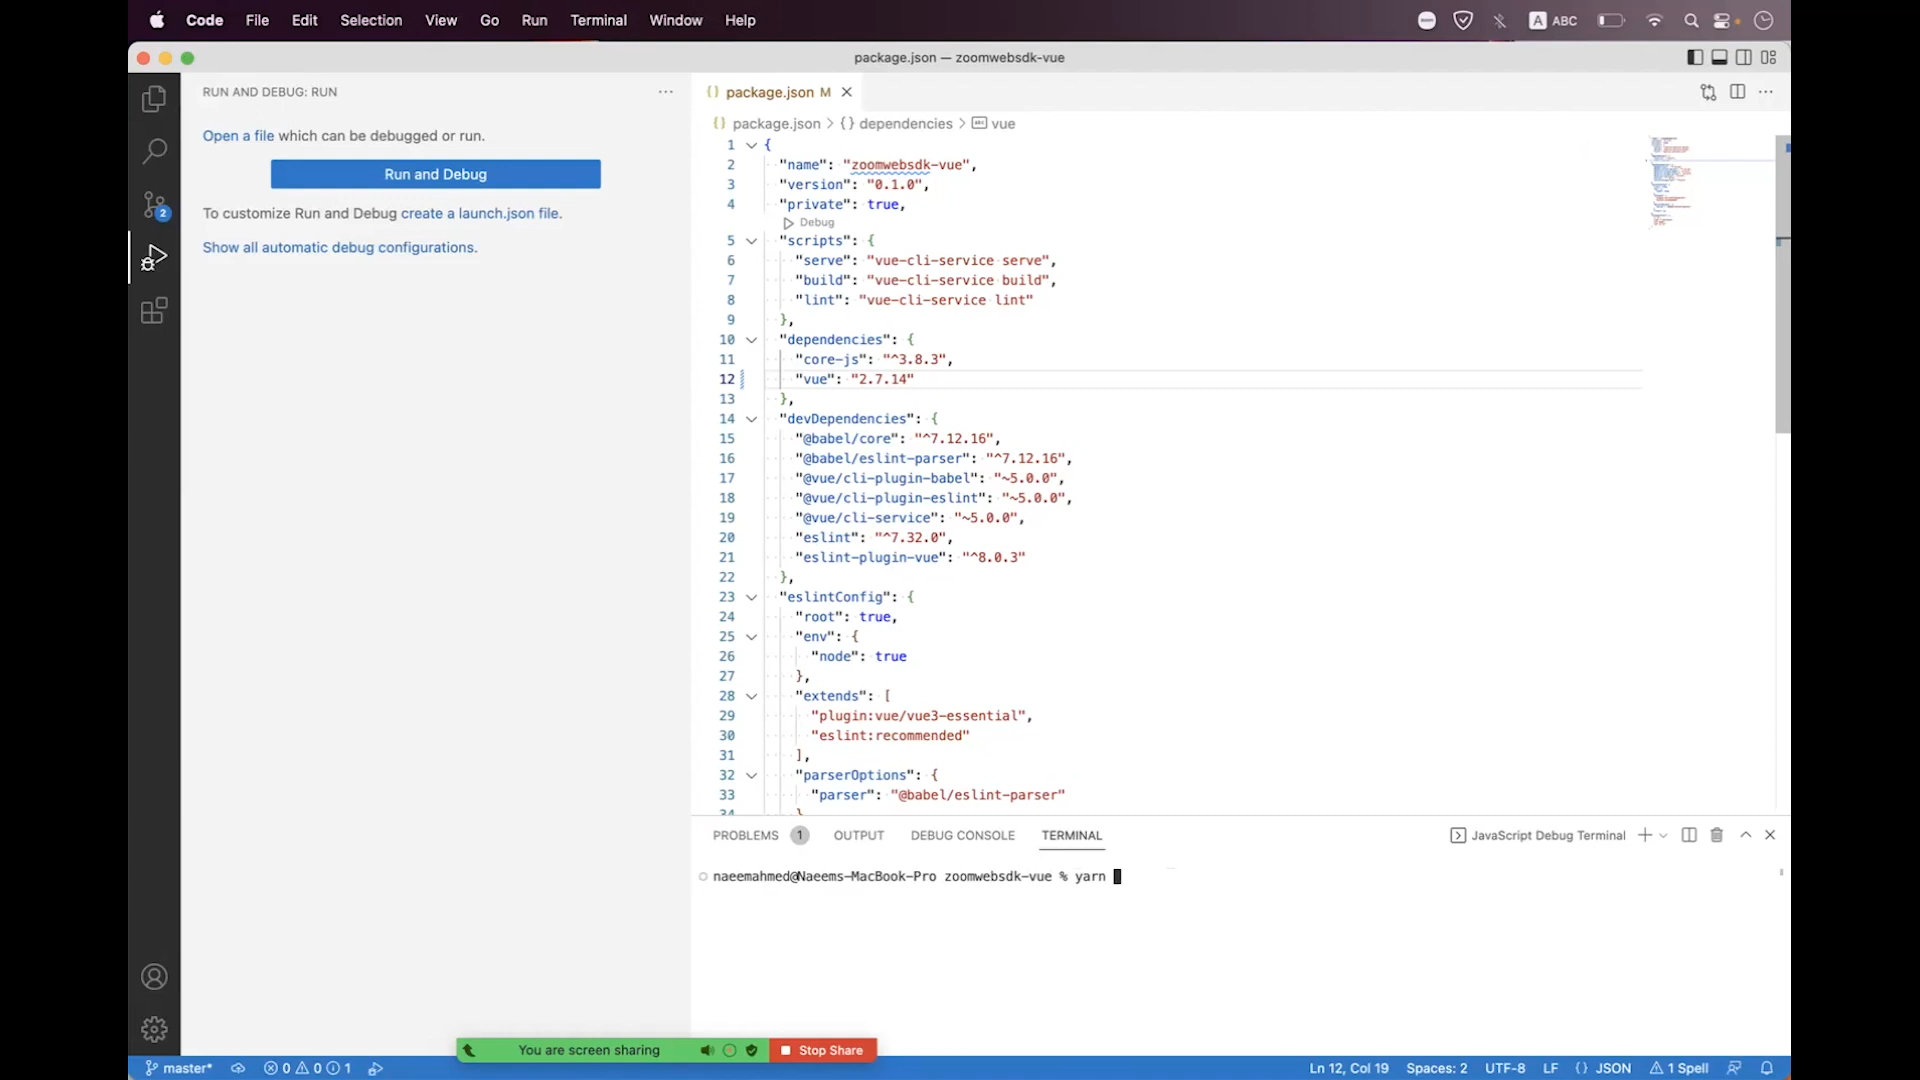 Code File Edit Selection View Go Run Terminal Window Help A ABC
package.json — zoomwebsdk-vue
RUN AND DEBUG: RUN
Open a file which can be debugged or run.
Run and Debug
To customize Run and Debug create a launch.json file.
Show all automatic debug configurations.
2
{} package.json M
{} package.json > {} dependencies > abc vue
1 {
2 "name": "zoomwebsdk-vue",
3 "version": "0.1.0",
4 "private": true,
Debug
5 "scripts": {
6 "serve": "vue-cli-service serve",
7 "build": "vue-cli-service build",
8 "lint": "vue-cli-service lint"
9 },
10 "dependencies": {
11 "core-js": "^3.8.3",
12 "vue": "2.7.14"
13 },
14 "devDependencies": {
15 "@babel/core": "^7.12.16",
16 "@babel/eslint-parser": "^7.12.16",
17 "@vue/cli-plugin-babel": "~5.0.0",
18 "@vue/cli-plugin-eslint": "~5.0.0",
19 "@vue/cli-service": "~5.0.0",
20 "eslint": "^7.32.0",
21 "eslint-plugin-vue": "^8.0.3"
22 },
23 "eslintConfig": {
24 "root": true,
25 "env": {
26 "node": true
27 },
28 "extends": [
29 "plugin:vue/vue3-essential",
30 "eslint:recommended"
31 ],
32 "parserOptions": {
33 "parser": "@babel/eslint-parser"
34 }
PROBLEMS 1 OUTPUT DEBUG CONSOLE TERMINAL JavaScript Debug Terminal
naeemahmed@Naeems-MacBook-Pro zoomwebsdk-vue % yarn
You are screen sharing Stop Share
master* 0 0 1 Ln 12, Col 19 Spaces: 2 UTF-8 LF {} JSON 1 Spell